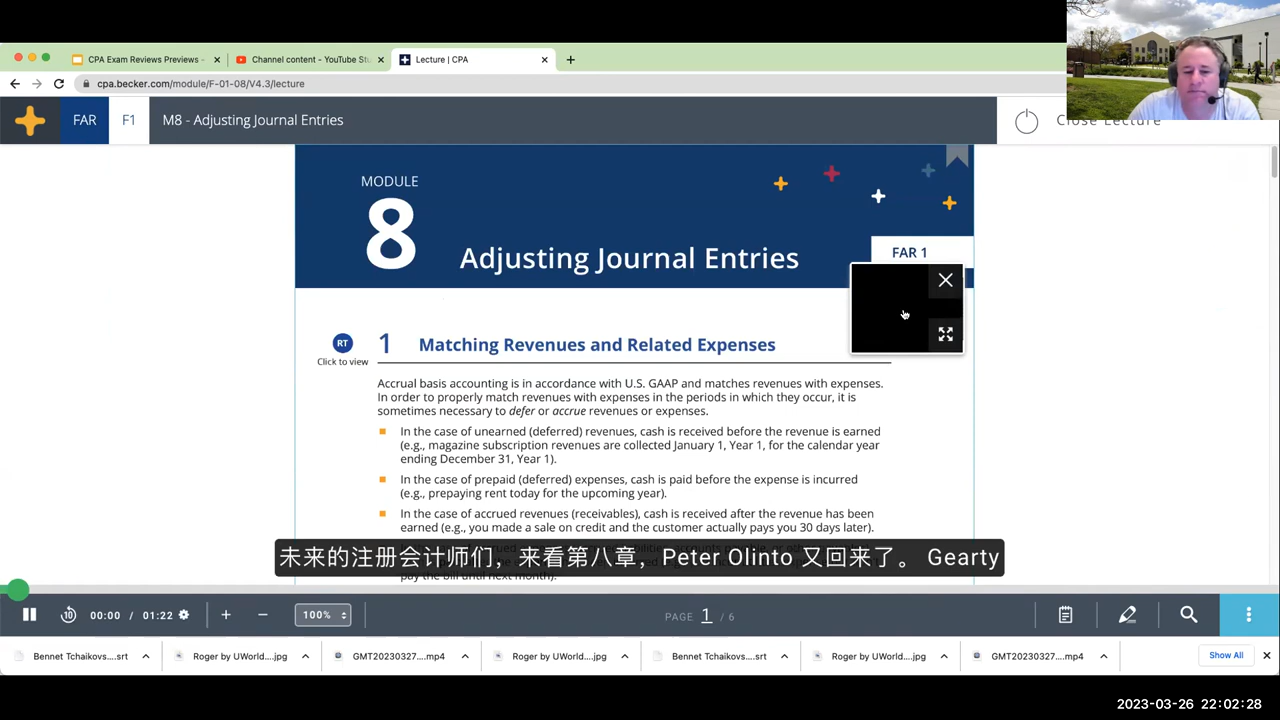 CPA Exam Reviews Previews -
Channel content - YouTube Stu
Lecture | CPA
cpa.becker.com/module/F-01-08/V4.3/lecture
FAR
F1
M8 - Adjusting Journal Entries
Close Lecture
MODULE
8
Adjusting Journal Entries
FAR 1
RT
Click to view
1 Matching Revenues and Related Expenses
Accrual basis accounting is in accordance with U.S. GAAP and matches revenues with expenses.
In order to properly match revenues with expenses in the periods in which they occur, it is
sometimes necessary to defer or accrue revenues or expenses.
In the case of unearned (deferred) revenues, cash is received before the revenue is earned
(e.g., magazine subscription revenues are collected January 1, Year 1, for the calendar year
ending December 31, Year 1).
In the case of prepaid (deferred) expenses, cash is paid before the expense is incurred
(e.g., prepaying rent today for the upcoming year).
In the case of accrued revenues (receivables), cash is received after the revenue has been
earned (e.g., you made a sale on credit and the customer actually pays you 30 days later).
未来的注册会计师们，来看第八章，Peter Olinto 又回来了。 Gearty
pay the bill until next month).
10
00:00 / 01:22
100%
PAGE 1 / 6
Bennet Tchaikovs....srt
Roger by UWorld....jpg
GMT20230327....mp4
Roger by UWorld....jpg
Bennet Tchaikovs....srt
Roger by UWorld....jpg
GMT20230327....mp4
Show All
2023-03-26 22:02:28